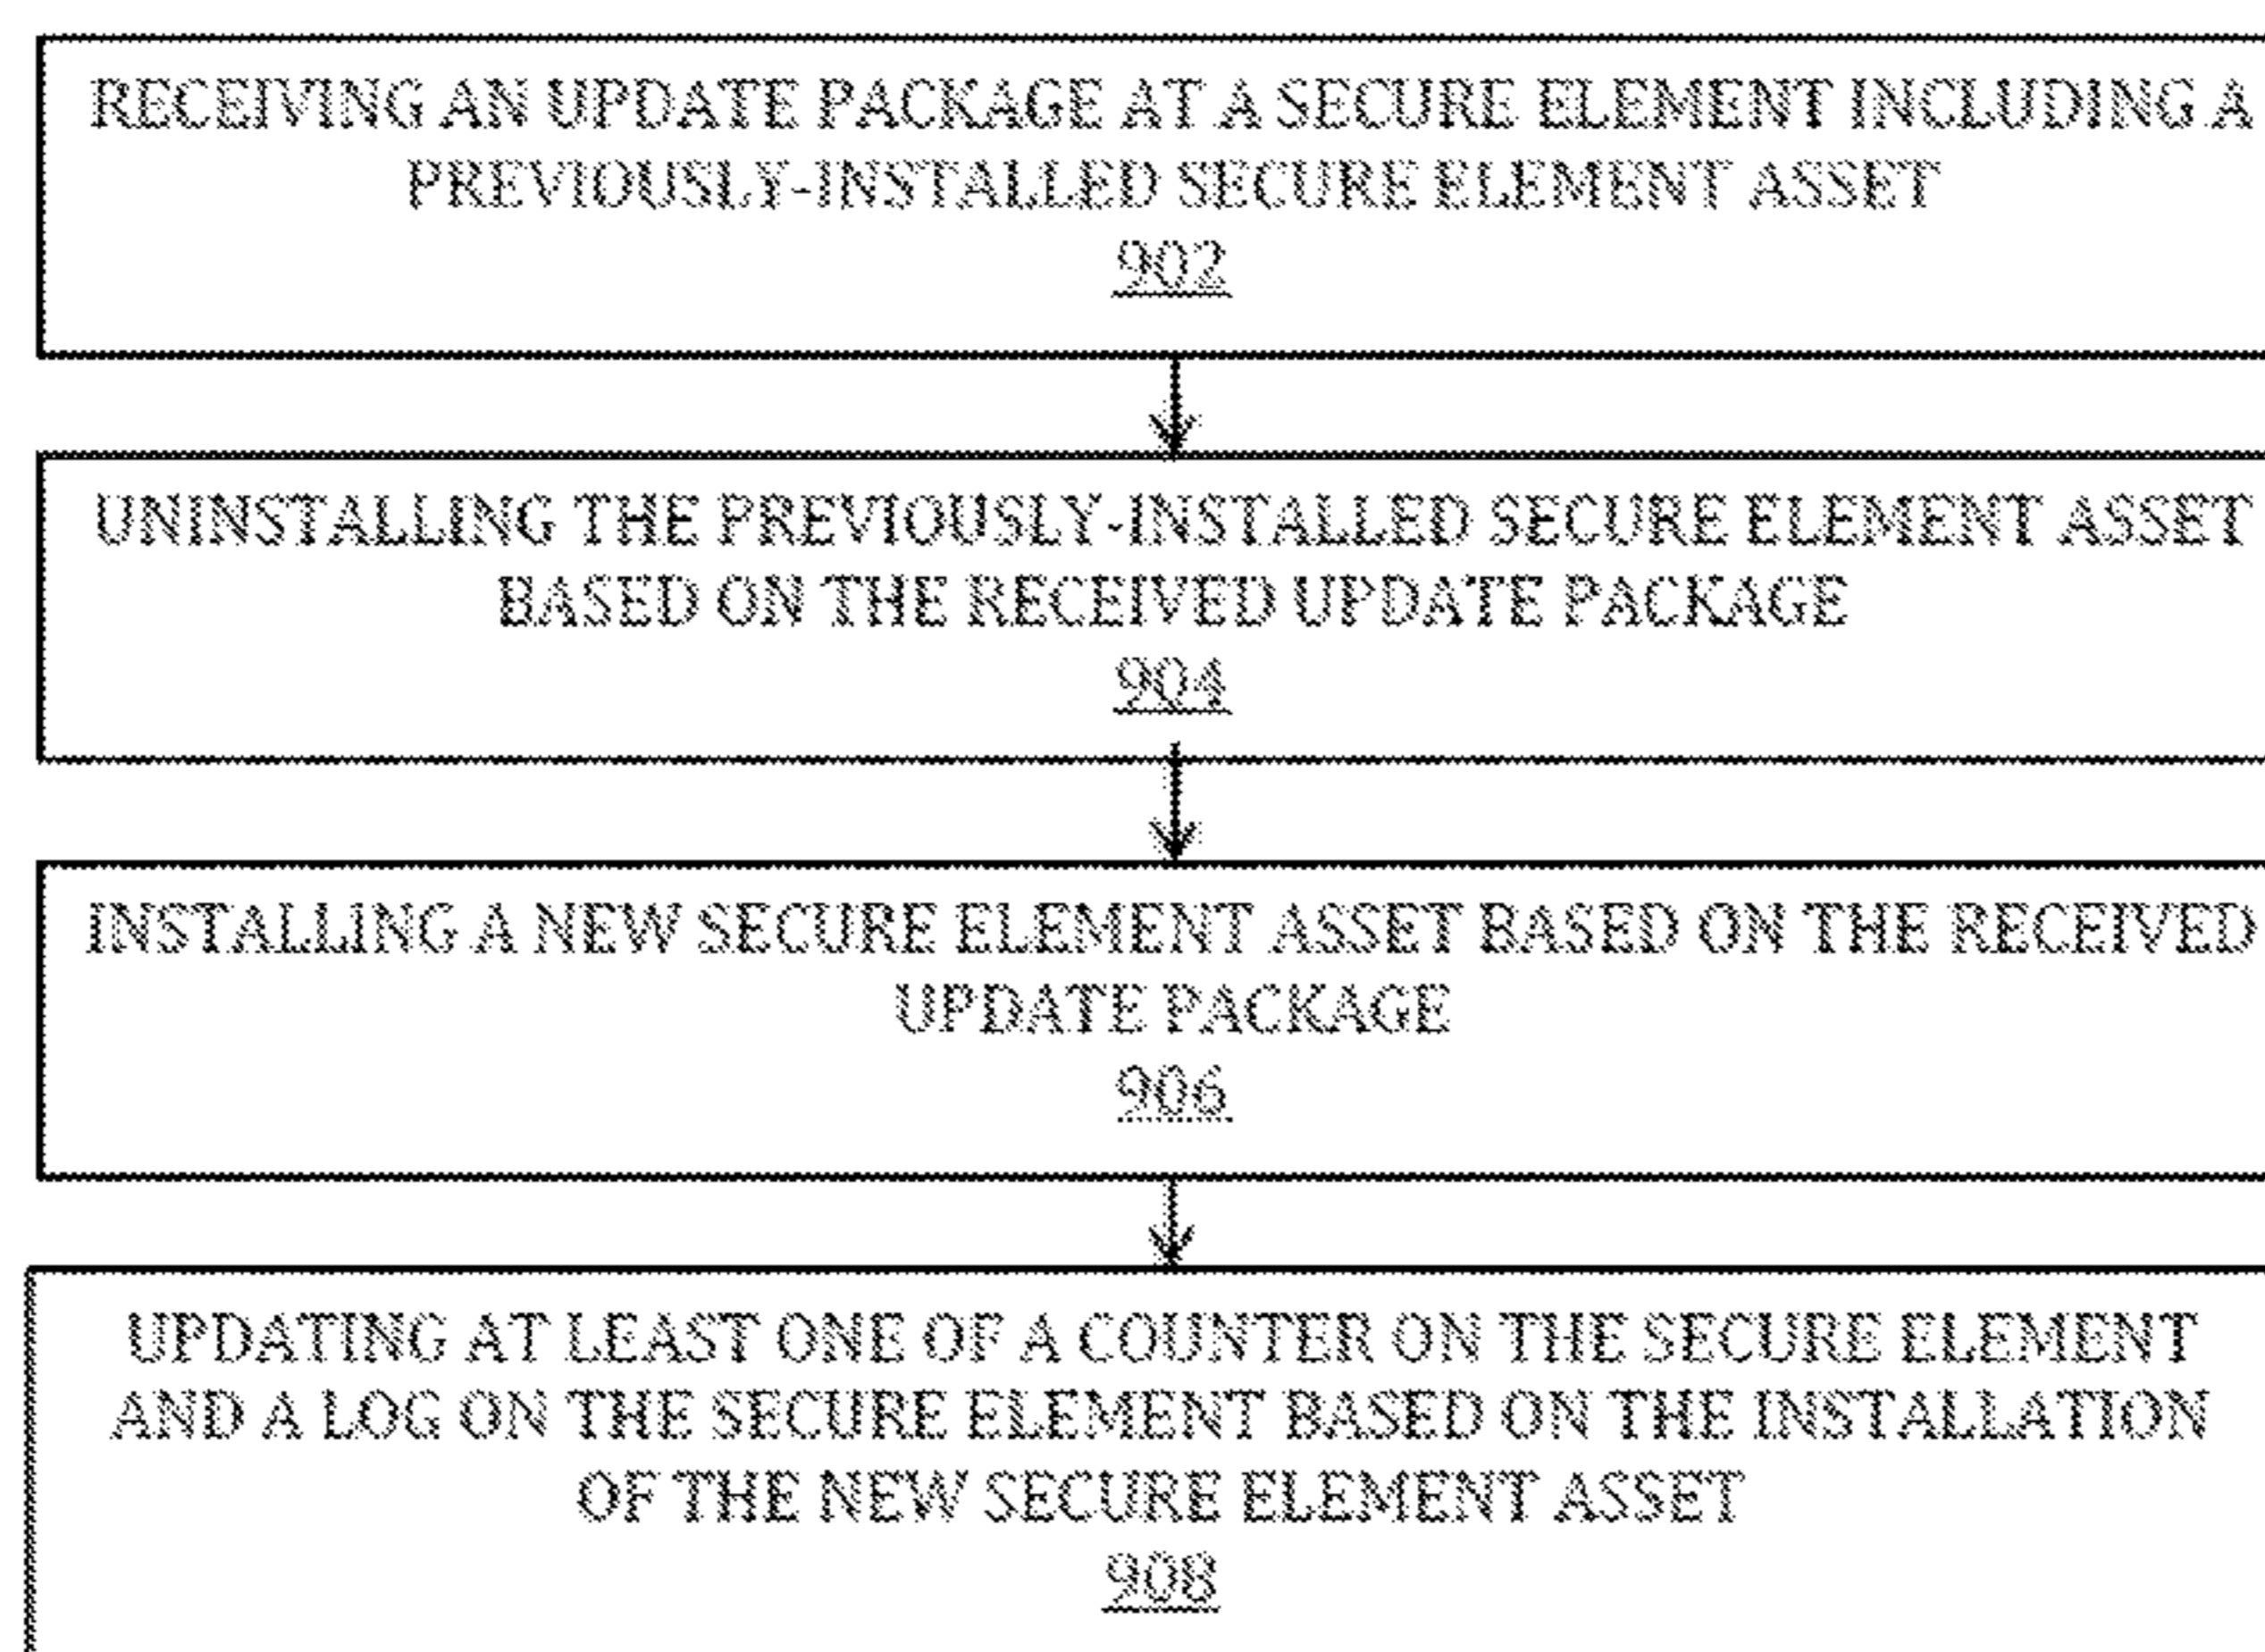 RECEIVING AN UPDATE PACKAGE AT A SECURE ELEMENT INCLUDING A
PREVIOUSLY-INSTALLED SECURE ELEMENT ASSET
902
UNINSTALLING THE PREVIOUSLY-INSTALLED SECURE ELEMENT ASSET
BASED ON THE RECEIVED UPDATE PACKAGE
904
INSTALLING A NEW SECURE ELEMENT ASSET BASED ON THE RECEIVED
UPDATE PACKAGE
906
UPDATING AT LEAST ONE OF A COUNTER ON THE SECURE ELEMENT
AND A LOG ON THE SECURE ELEMENT BASED ON THE INSTALLATION
OF THE NEW SECURE ELEMENT ASSET
908